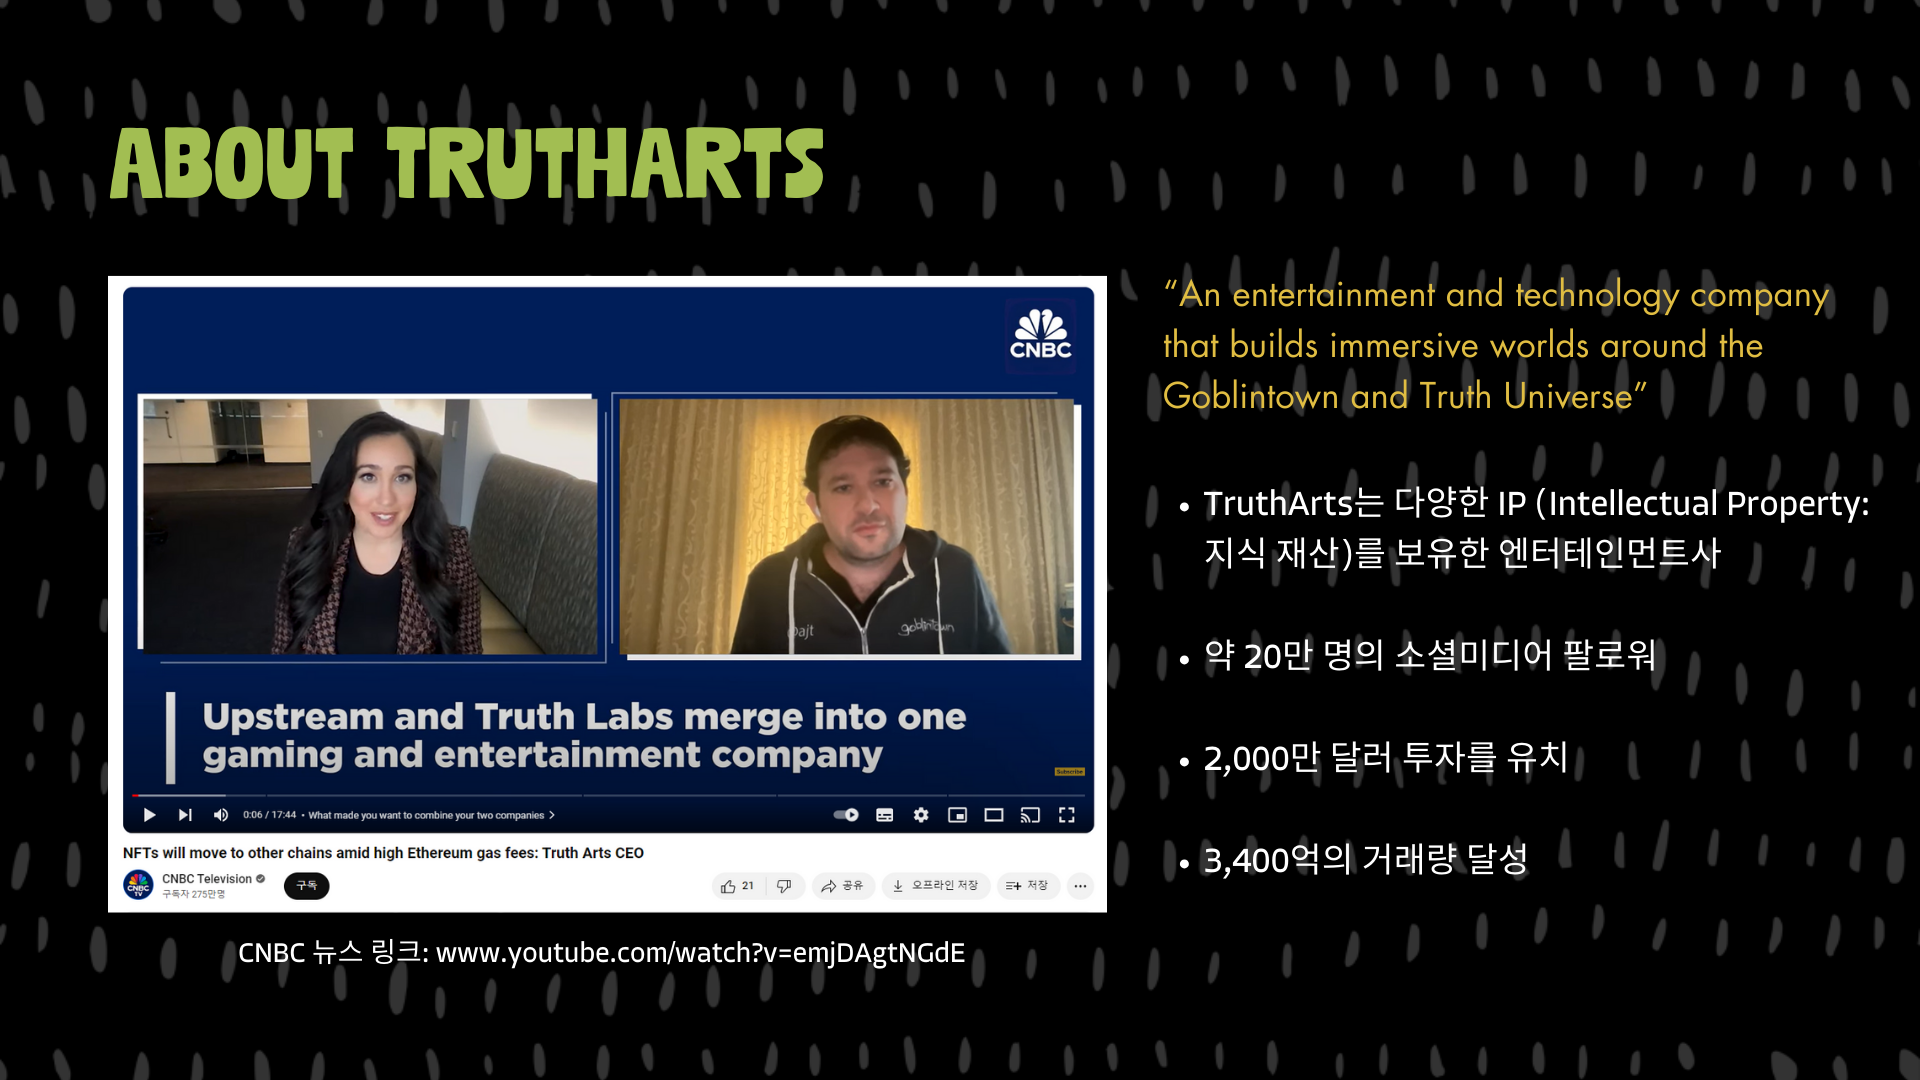 ABOUT TRUTHARTS
CNBC
@ajt
goblintown
Upstream and Truth Labs merge into one
gaming and entertainment company
Subscribe
0:06 / 17:44 • What made you want to combine your two companies >
NFTs will move to other chains amid high Ethereum gas fees: Truth Arts CEO
CNBC TV
CNBC Television
구독자 275만명
구독
21
공유
오프라인 저장
저장
CNBC 뉴스 링크: www.youtube.com/watch?v=emjDAgtNGdE
“An entertainment and technology company
that builds immersive worlds around the
Goblintown and Truth Universe”
• TruthArts는 다양한 IP (Intellectual Property:
지식 재산)를 보유한 엔터테인먼트사
• 약 20만 명의 소셜미디어 팔로워
• 2,000만 달러 투자를 유치
• 3,400억의 거래량 달성